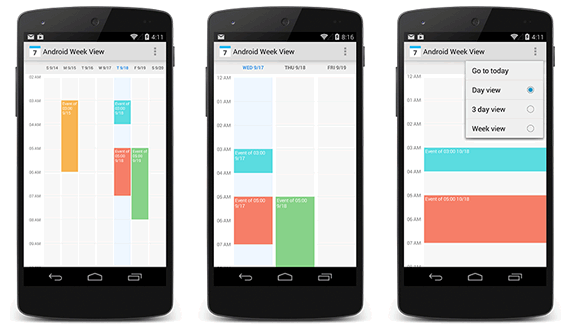 4:11
7 Android Week View
S 9/14 M 9/15 T 9/16 W 9/17 T 9/18 F 9/19 S 9/20
02 AM
03 AM
Event of
03:00
9/15
Event of
03:00
9/18
04 AM
05 AM
Event of
05:00
9/18
Event of
05:00
9/19
06 AM
07 AM
08 AM
09 AM
8:16
7 Android Week View
WED 9/17 THU 9/18 FRI 9/19
12 AM
01 AM
02 AM
03 AM
Event of 03:00
9/17
04 AM
05 AM
Event of 05:00
9/17
Event of 05:00
9/18
06 AM
07 AM
4:11
7 Android Week View
Go to today
Day view
3 day view
Week view
12 AM
01 AM
02 AM
03 AM
Event of 03:00 10/18
04 AM
05 AM
Event of 05:00 10/18
06 AM
07 AM